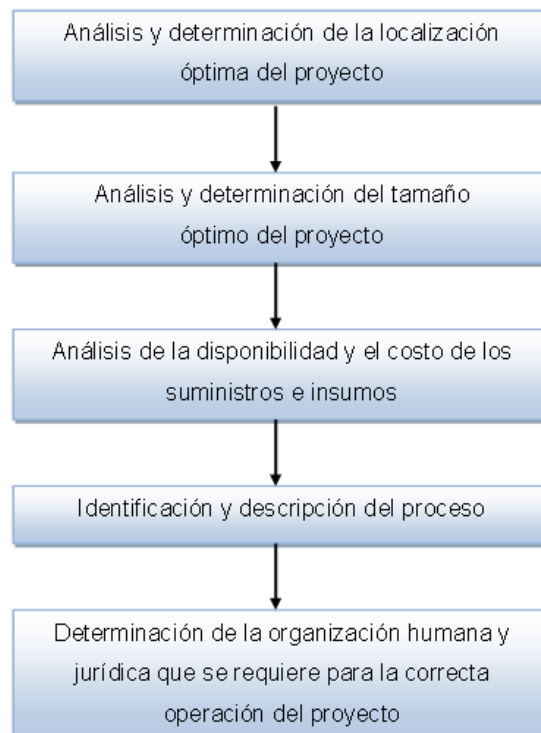 Análisis y determinación de la localización
óptima del proyecto
Análisis y determinación del tamaño
óptimo del proyecto
Análisis de la disponibilidad y el costo de los
suministros e insumos
Identificación y descripción del proceso
Determinación de la organización humana y
jurídica que se requiere para la correcta
operación del proyecto